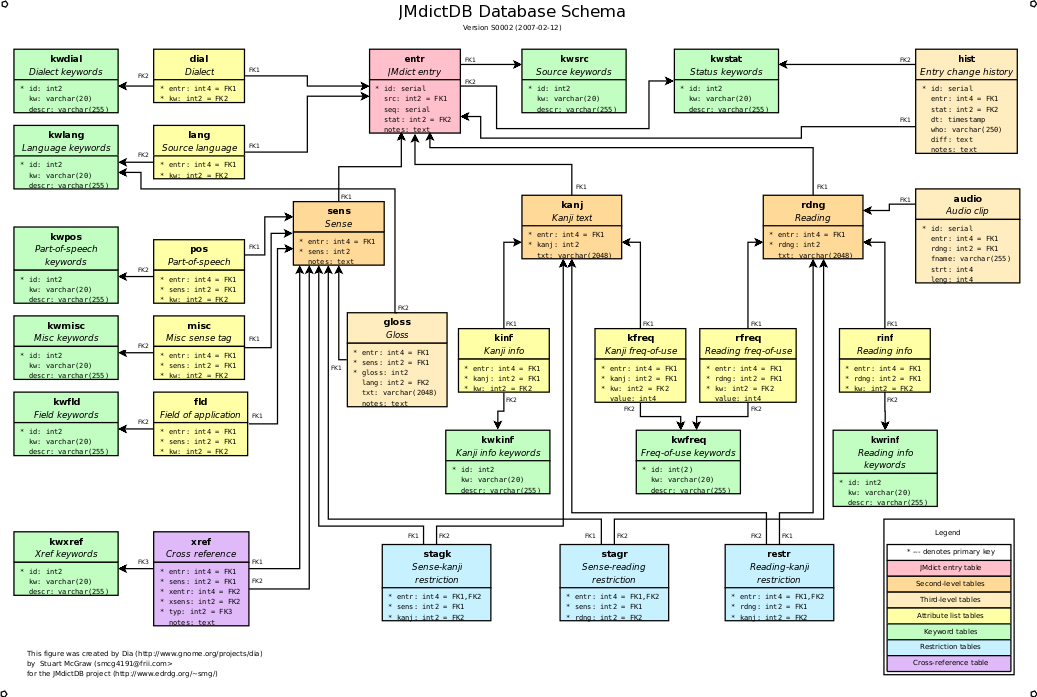 JMdictDB Database Schema
Version S0002 (2007-02-12)
kwdial
Dialect keywords
* id: int2
kw: varchar(20)
descr: varchar(255)
FK2
dial
Dialect
* entr: int4 = FK1
* kw: int2 = FK2
FK1
entr
JMdict entry
* id: serial
src: int2 = FK1
seq: serial
stat: int2 = FK2
notes: text
FK1
FK2
kwsrc
Source keywords
* id: int2
kw: varchar(20)
descr: varchar(255)
kwstat
Status keywords
* id: int2
kw: varchar(20)
descr: varchar(255)
FK2
FK1
hist
Entry change history
* id: serial
entr: int4 = FK1
stat: int2 = FK2
dt: timestamp
who: varchar(250)
diff: text
notes: text
kwlang
Language keywords
* id: int2
kw: varchar(20)
descr: varchar(255)
FK2
lang
Source language
* entr: int4 = FK1
* kw: int2 = FK2
FK1
FK1
sens
Sense
* entr: int4 = FK1
* sens: int2
notes: text
FK1
kanj
Kanji text
* entr: int4 = FK1
* kanj: int2
txt: varchar(2048)
FK1
rdng
Reading
* entr: int4 = FK1
* rdng: int2
txt: varchar(2048)
FK1
audio
Audio clip
* id: serial
entr: int4 = FK1
rdng: int2 = FK1
fname: varchar(255)
strt: int4
leng: int4
kwpos
Part-of-speech
keywords
* id: int2
kw: varchar(20)
descr: varchar(255)
FK2
pos
Part-of-speech
* entr: int4 = FK1
* sens: int2 = FK1
* kw: int2 = FK2
FK1
kwmisc
Misc keywords
* id: int2
kw: varchar(20)
descr: varchar(255)
FK2
misc
Misc sense tag
* entr: int4 = FK1
* sens: int2 = FK1
* kw: int2 = FK2
FK1
FK2
gloss
Gloss
* entr: int4 = FK1
* sens: int2 = FK1
* gloss: int2
lang: int2 = FK2
txt: varchar(2048)
notes: text
FK1
FK1
kinf
Kanji info
* entr: int4 = FK1
* kanj: int2 = FK1
* kw: int2 = FK2
FK2
FK1
kfreq
Kanji freq-of-use
* entr: int4 = FK1
* kanj: int2 = FK1
* kw: int2 = FK2
value: int4
FK2
FK1
rfreq
Reading freq-of-use
* entr: int4 = FK1
* rdng: int2 = FK1
* kw: int2 = FK2
value: int4
FK2
FK1
rinf
Reading info
* entr: int4 = FK1
* rdng: int2 = FK1
* kw: int2 = FK2
FK2
kwfld
Field keywords
* id: int2
kw: varchar(20)
descr: varchar(255)
FK2
fld
Field of application
* entr: int4 = FK1
* sens: int2 = FK1
* kw: int2 = FK2
FK1
kwkinf
Kanji info keywords
* id: int2
kw: varchar(20)
descr: varchar(255)
kwfreq
Freq-of-use keywords
* id: int(2)
kw: varchar(20)
descr: varchar(255)
kwrinf
Reading info
keywords
* id: int2
kw: varchar(20)
descr: varchar(255)
kwxref
Xref keywords
* id: int2
kw: varchar(20)
descr: varchar(255)
FK3
xref
Cross reference
* entr: int4 = FK1
* sens: int2 = FK1
* xentr: int4 = FK2
* xsens: int2 = FK2
* typ: int2 = FK3
notes: text
FK1
FK2
FK1
FK2
stagk
Sense-kanji
restriction
* entr: int4 = FK1,FK2
* sens: int2 = FK1
* kanj: int2 = FK2
FK1
FK2
stagr
Sense-reading
restriction
* entr: int4 = FK1,FK2
* sens: int2 = FK1
* rdng: int2 = FK2
FK2
FK1
restr
Reading-kanji
restriction
* entr: int4 = FK1,FK2
* rdng: int2 = FK1
* kanj: int2 = FK2
Legend
* --- denotes primary key
JMdict entry table
Second-level tables
Third-level tables
Attribute list tables
Keyword tables
Restriction tables
Cross-reference table
This figure was created by Dia (http://www.gnome.org/projects/dia)
by Stuart McGraw (smcg4191@frii.com>
for the JMdictDB project (http://www.edrdg.org/~smg/)